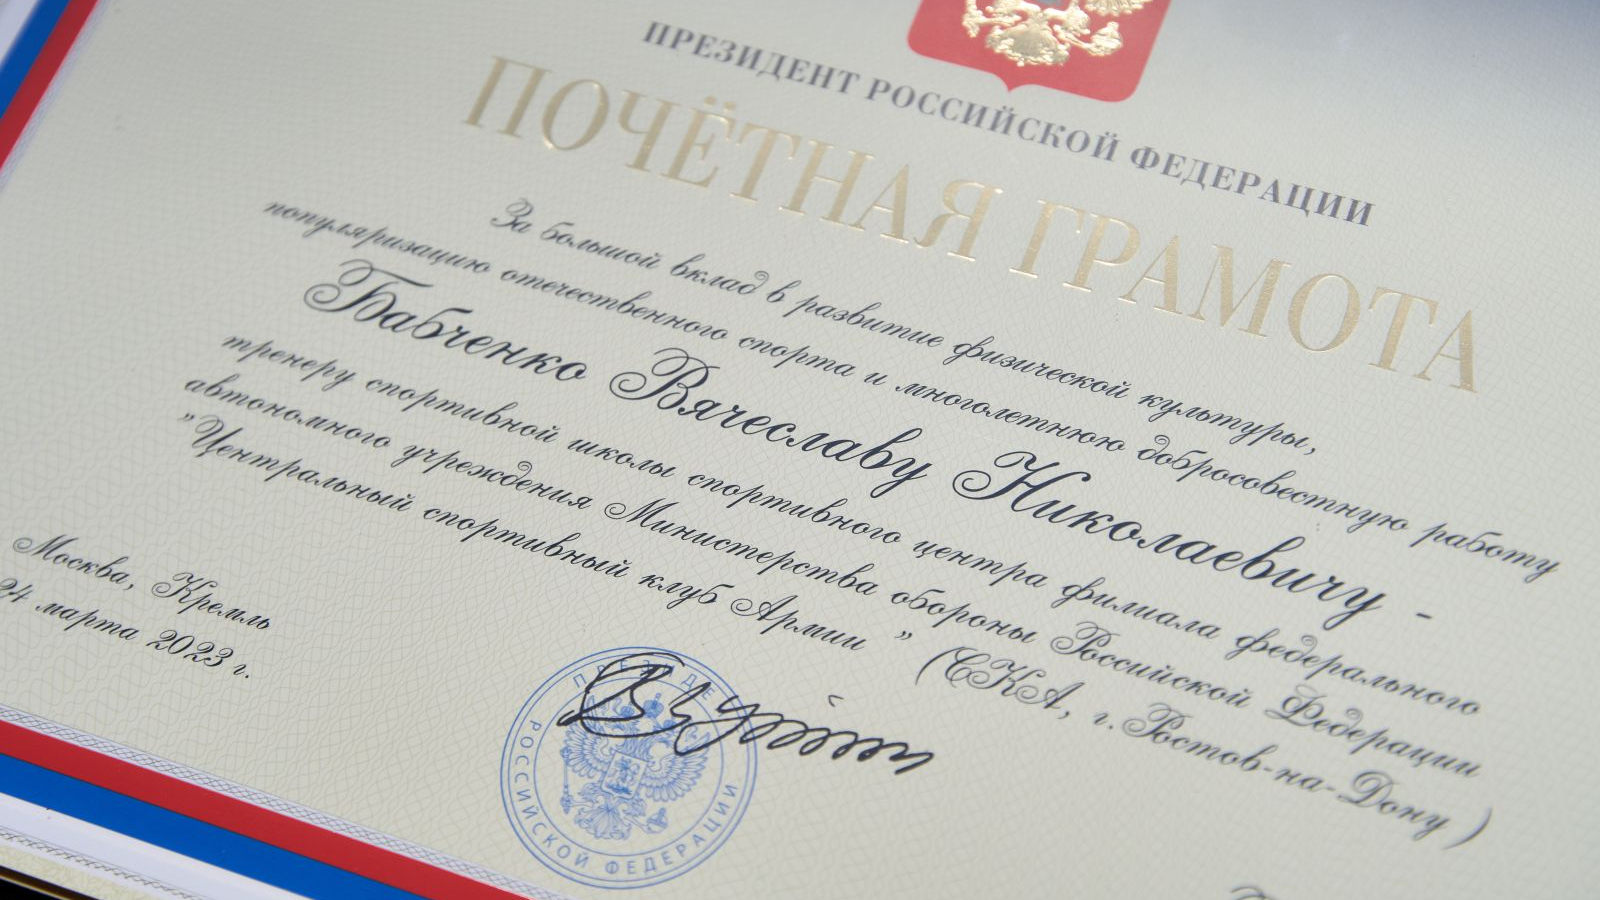 ПРЕЗИДЕНТ РОССИЙСКОЙ ФЕДЕРАЦИИ
ПОЧЁТНАЯ ГРАМОТА
За большой вклад в развитие физической культуры,
популяризацию отечественного спорта и многолетнюю добросовестную работу
Бабченко Вячеславу Николаевичу -
тренеру спортивной школы спортивного центра филиала федерального
автономного учреждения Министерства обороны Российской Федерации
"Центральный спортивный клуб Армии " (СКА, г. Ростов-на-Дону )
Москва, Кремль
24 марта 2023 г.
РОССИЙСКОЙ ФЕДЕРАЦИИ